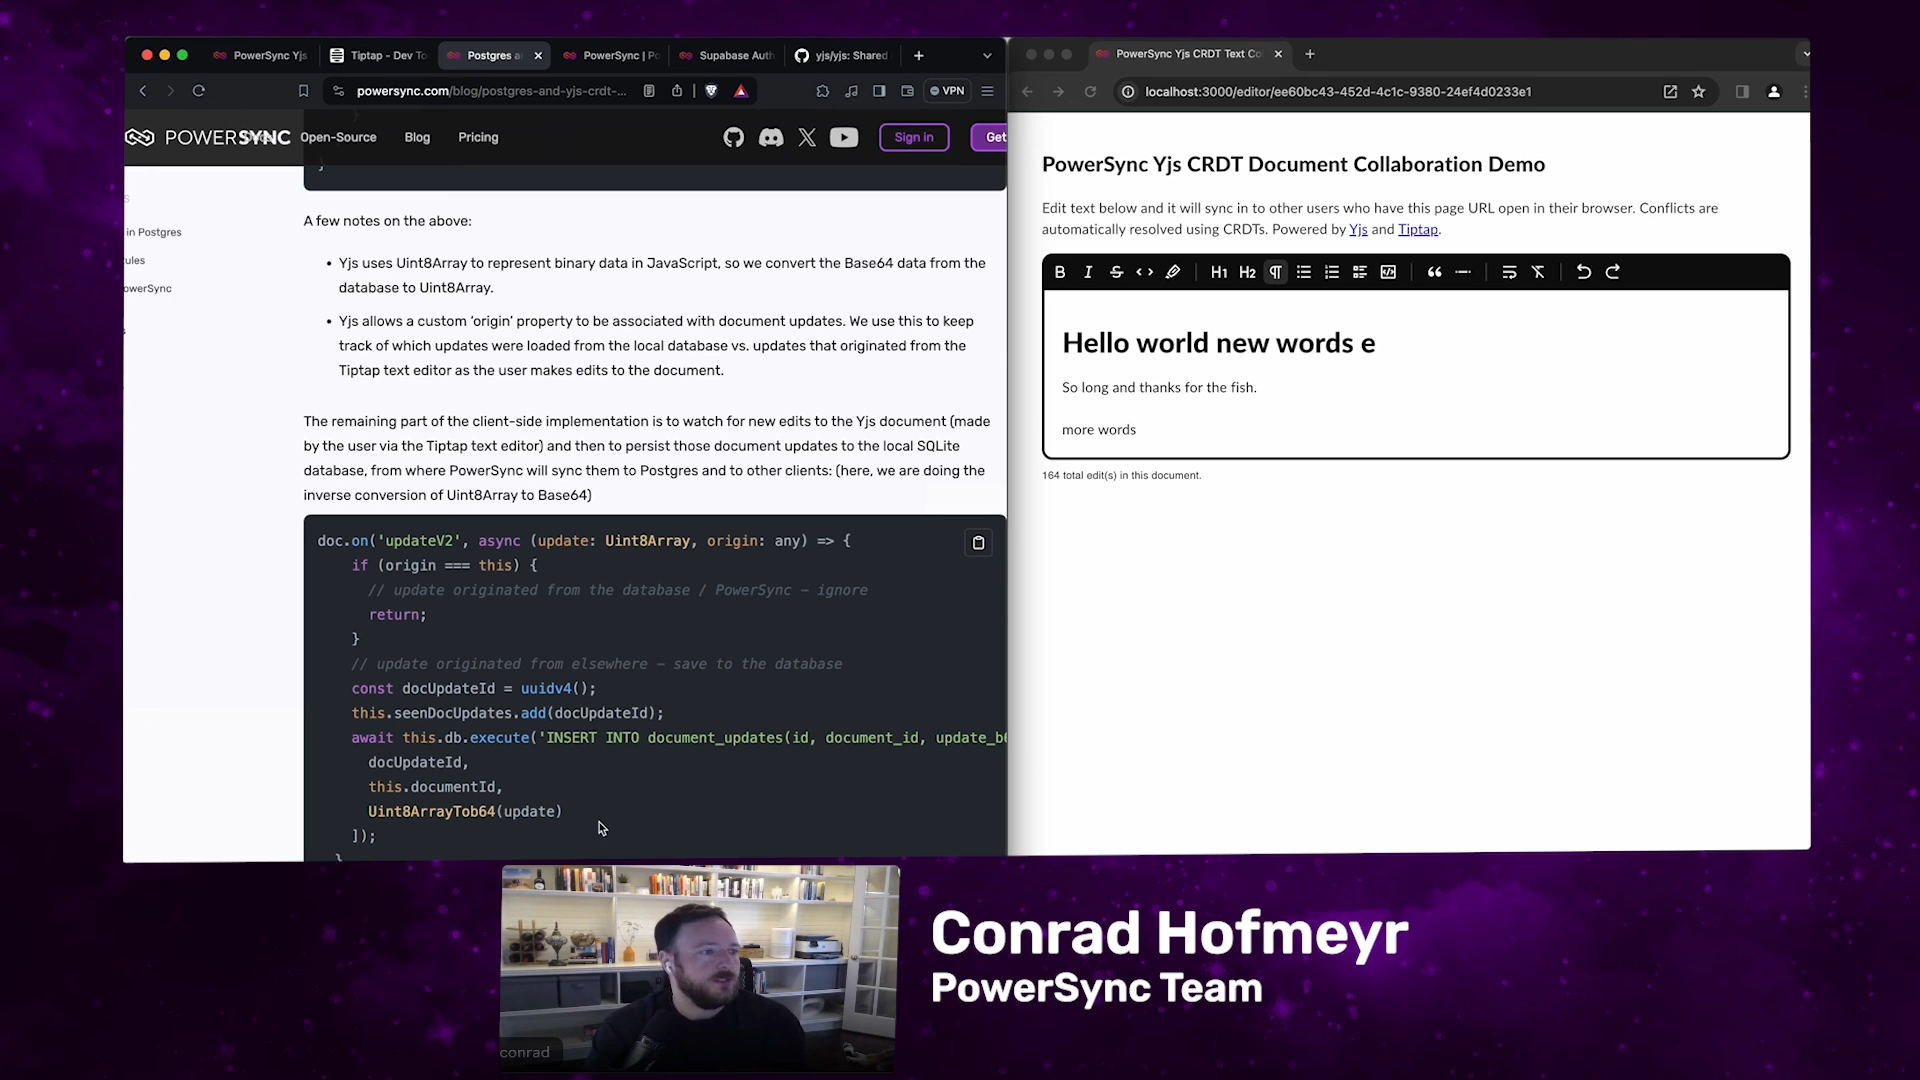 PowerSync Yjs
Tiptap - Dev To
Postgres a
PowerSync | Po
Supabase Auth
yjs/yjs: Shared
powersync.com/blog/postgres-and-yjs-crdt-...
VPN
POWERSYNC
Open-Source
Blog
Pricing
Sign in
Get
S
in Postgres
ules
owerSync
A few notes on the above:
• Yjs uses Uint8Array to represent binary data in JavaScript, so we convert the Base64 data from the
database to Uint8Array.
• Yjs allows a custom ‘origin’ property to be associated with document updates. We use this to keep
track of which updates were loaded from the local database vs. updates that originated from the
Tiptap text editor as the user makes edits to the document.
The remaining part of the client-side implementation is to watch for new edits to the Yjs document (made
by the user via the Tiptap text editor) and then to persist those document updates to the local SQLite
database, from where PowerSync will sync them to Postgres and to other clients: (here, we are doing the
inverse conversion of Uint8Array to Base64)
doc.on('updateV2', async (update: Uint8Array, origin: any) => {
if (origin === this) {
// update originated from the database / PowerSync – ignore
return;
}
// update originated from elsewhere – save to the database
const docUpdateId = uuidv4();
this.seenDocUpdates.add(docUpdateId);
await this.db.execute('INSERT INTO document_updates(id, document_id, update_b6
docUpdateId,
this.documentId,
Uint8ArrayTob64(update)
]);
PowerSync Yjs CRDT Text Co
localhost:3000/editor/ee60bc43-452d-4c1c-9380-24ef4d0233e1
PowerSync Yjs CRDT Document Collaboration Demo
Edit text below and it will sync in to other users who have this page URL open in their browser. Conflicts are
automatically resolved using CRDTs. Powered by Yjs and Tiptap.
B I S <> H1 H2
Hello world new words e
So long and thanks for the fish.
more words
164 total edit(s) in this document.
conrad
Conrad Hofmeyr
PowerSync Team